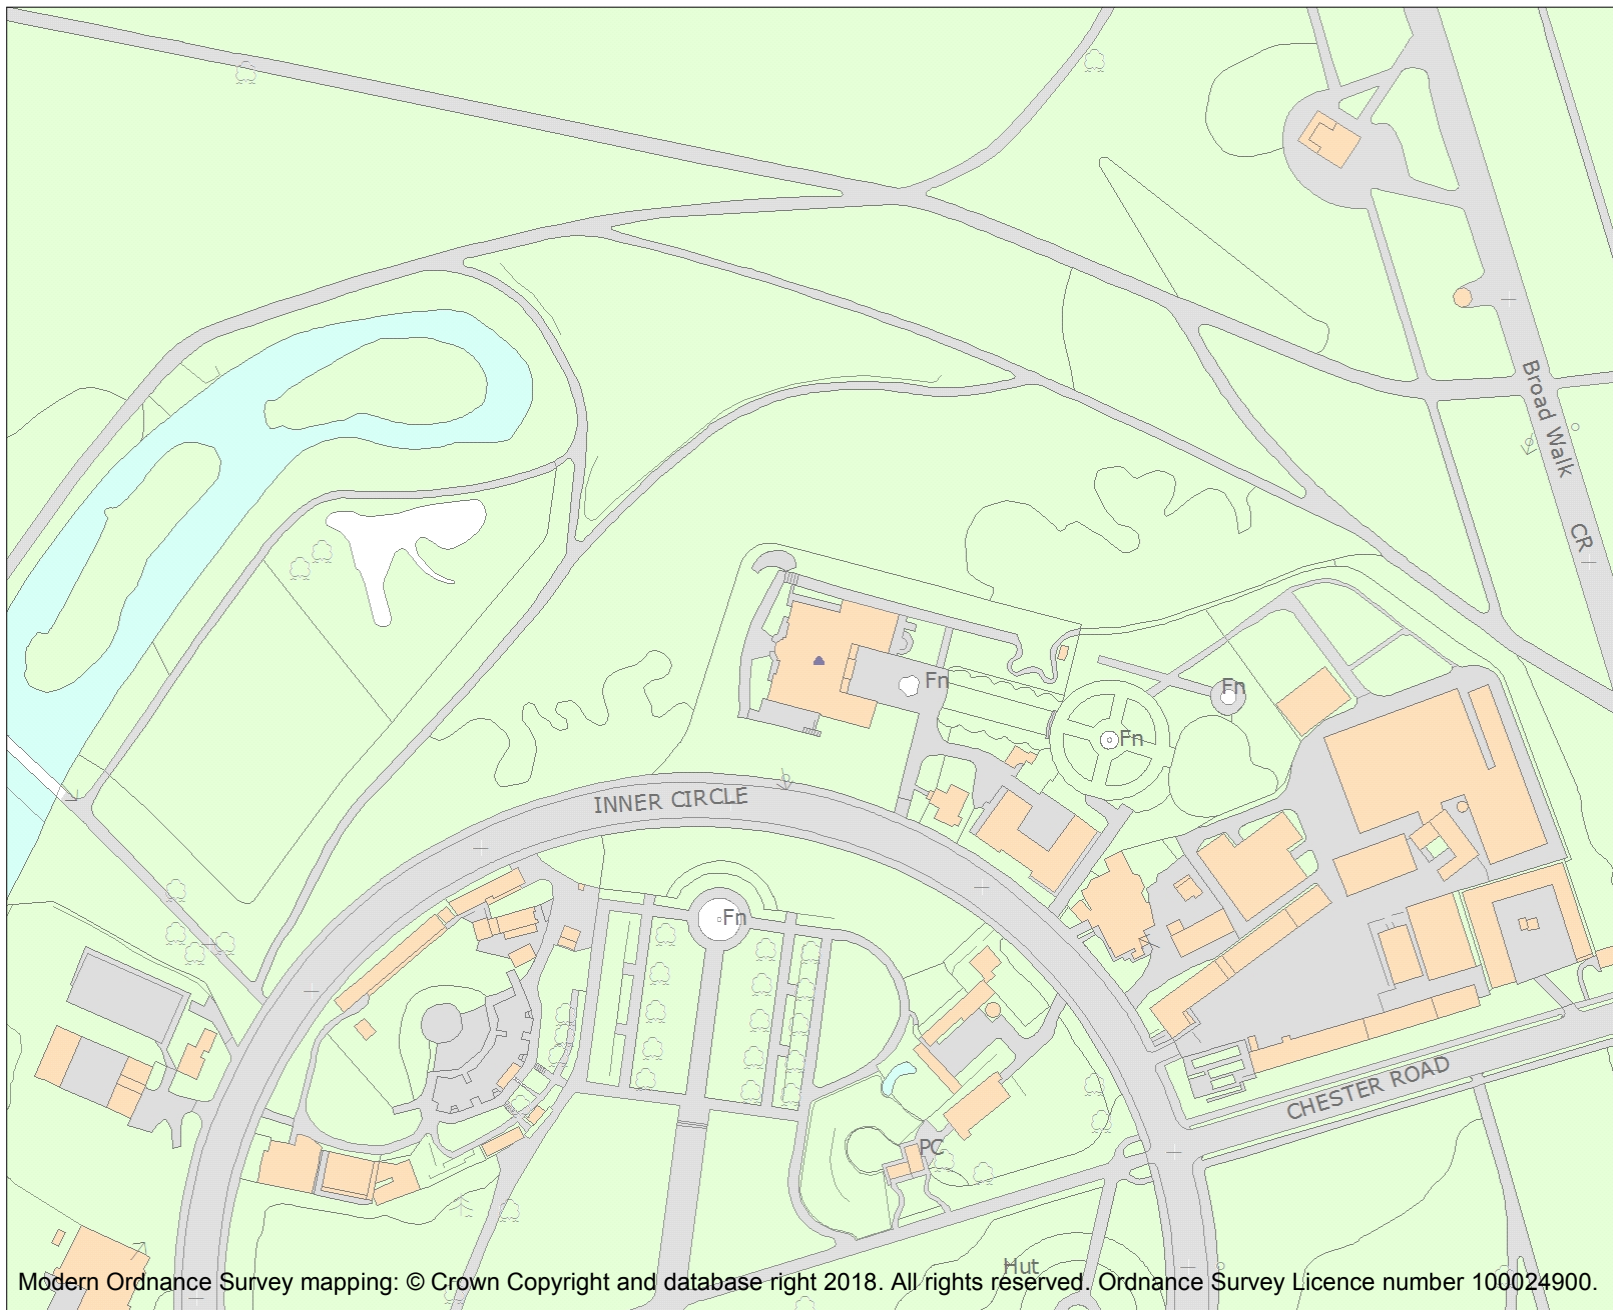 Broad Walk
CR
Fn
Fn
Fn
INNER CIRCLE
Fn
CHESTER ROAD
PC
Hut
Modern Ordnance Survey mapping: © Crown Copyright and database right 2018. All rights reserved. Ordnance Survey Licence number 100024900.